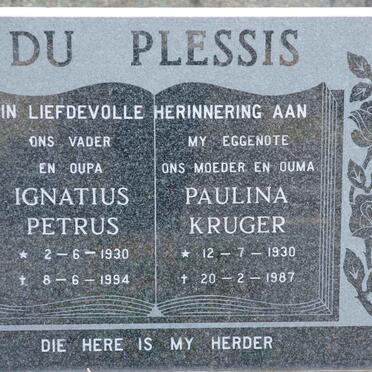 DU PLESSIS
IN LIEFDEVOLLE HERINNERING AAN
ONS VADER
EN OUPA
IGNATIUS
PETRUS
★ 2-6-1930
✝ 8-6-1994
MY EGGENOTE
ONS MOEDER EN OUMA
PAULINA
KRUGER
★ 12-7-1930
✝ 20-2-1987
DIE HERE IS MY HERDER